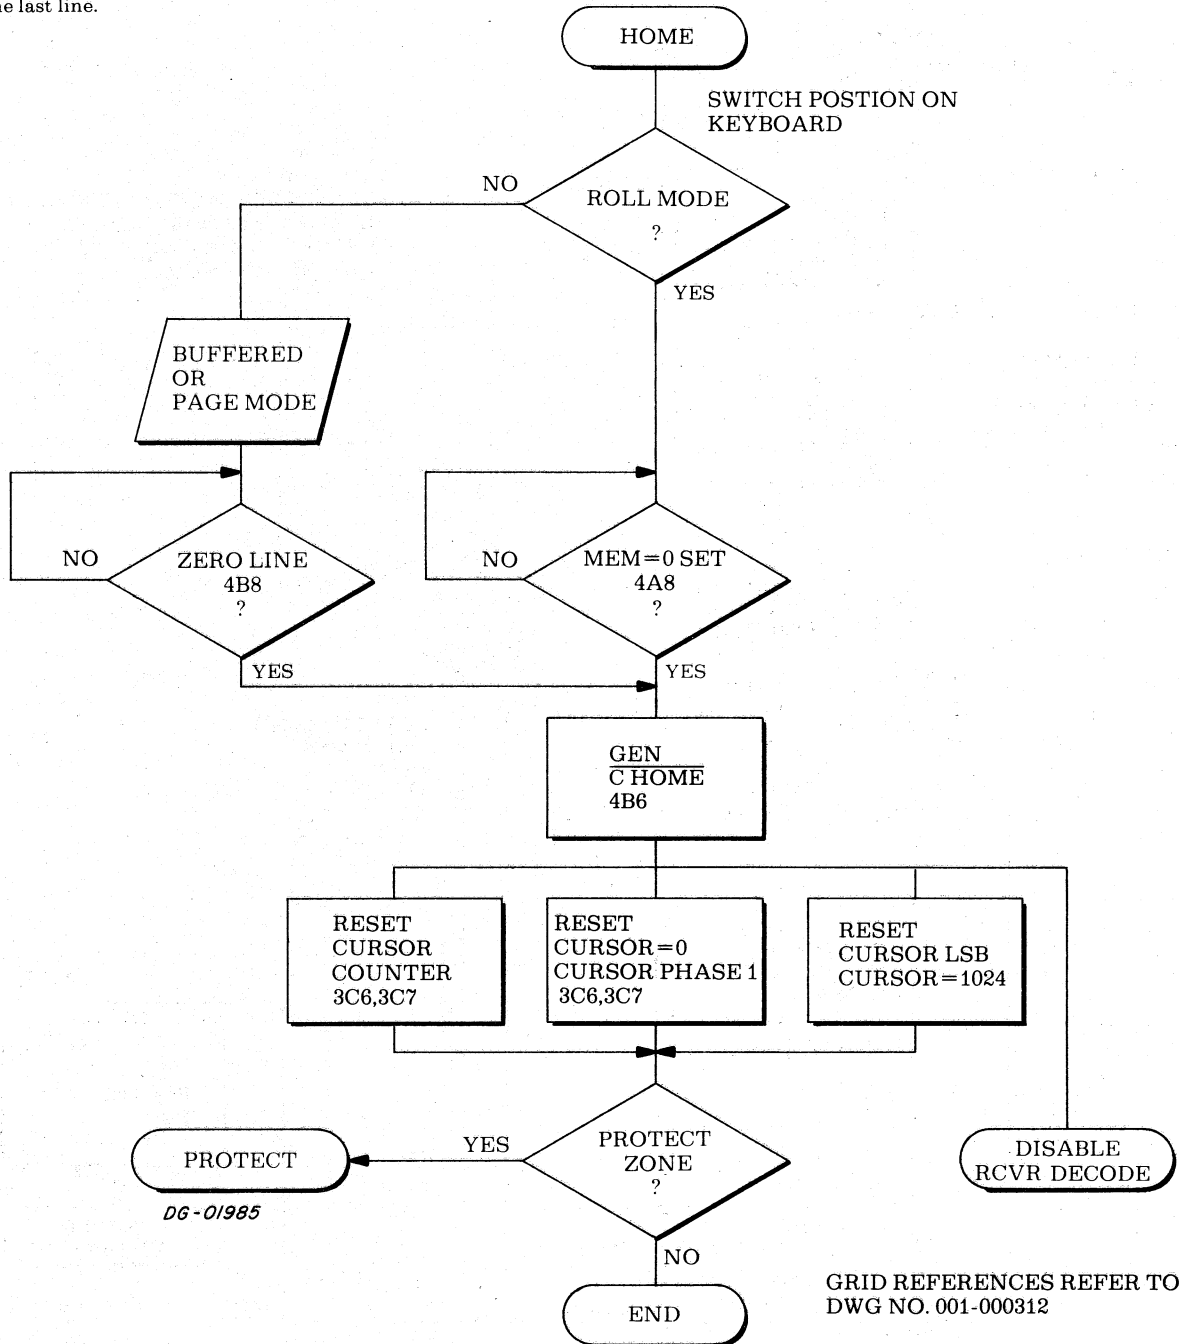 he last line.
HOME
SWITCH POSTION ON
KEYBOARD
NO
ROLL MODE
?
YES
BUFFERED
OR
PAGE MODE
NO
ZERO LINE
4B8
?
YES
NO
MEM=0 SET
4A8
?
YES
GEN
C HOME
4B6
RESET
CURSOR
COUNTER
3C6,3C7
RESET
CURSOR=0
CURSOR PHASE 1
3C6,3C7
RESET
CURSOR LSB
CURSOR=1024
PROTECT
YES
PROTECT
ZONE
?
DISABLE
RCVR DECODE
DG-01985
NO
END
GRID REFERENCES REFER TO
DWG NO. 001-000312